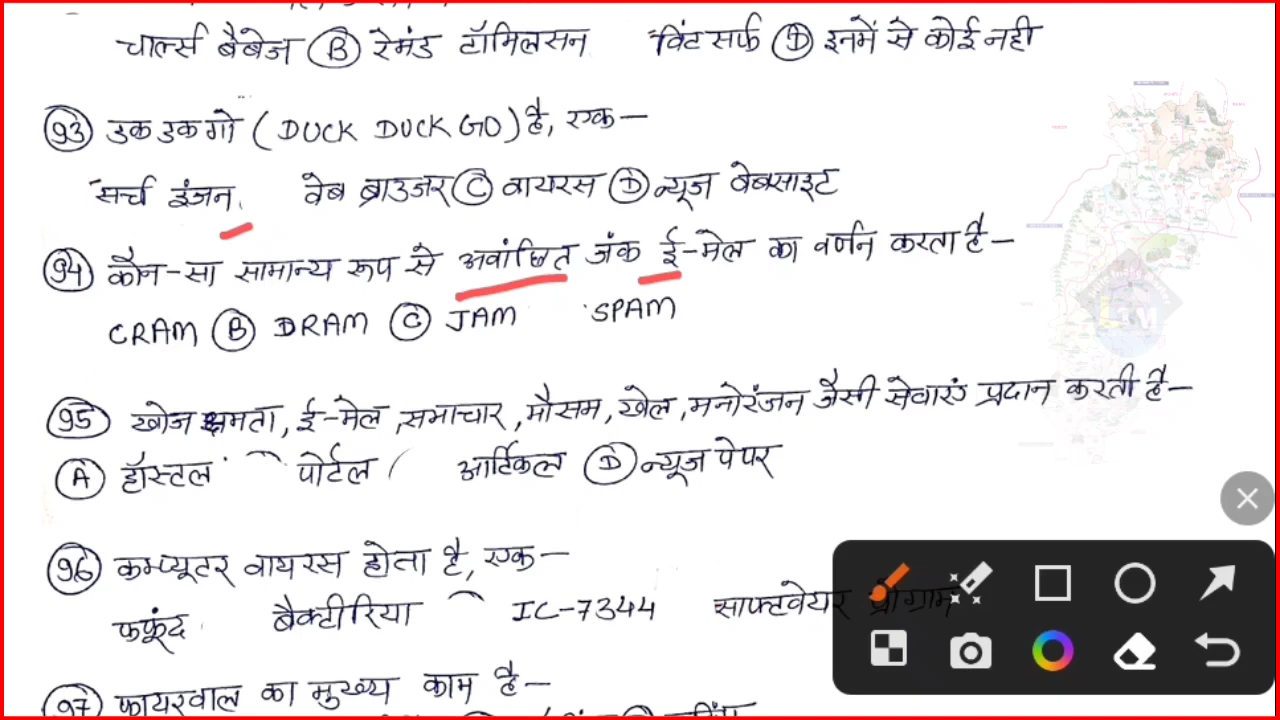 चार्ल्स बैबेज (B) रेमंड टॉमिलसन विंट सर्फ (D) इनमें से कोई नही
(93) डक डक गो (DUCK DUCK GO) है, एक—
सर्च इंजन वेब ब्राउजर (C) वायरस (D) न्यूज वेबसाइट
(94) कौन-सा सामान्य रूप से अवांछित जंक ई-मेल का वर्णन करता है—
CRAM (B) DRAM (C) JAM SPAM
(95) खोज क्षमता, ई-मेल, समाचार, मौसम, खेल, मनोरंजन जैसी सेवाएं प्रदान करती है—
(A) हॉस्टल पोर्टल आर्टिकल (D) न्यूज पेपर
(96) कम्प्यूटर वायरस होता है, एक—
फफूंद बैक्टीरिया IC-7344 साफ्टवेयर प्रोग्राम
(97) फायरवाल का मुख्य काम है—